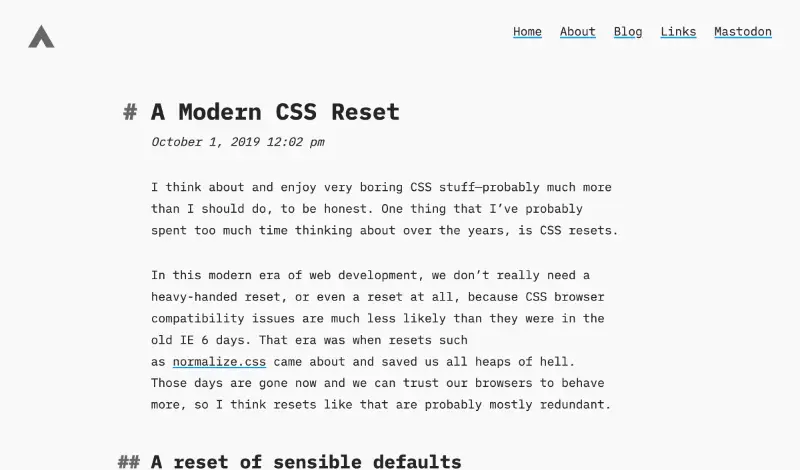 Home About Blog Links Mastodon
# A Modern CSS Reset
October 1, 2019 12:02 pm
I think about and enjoy very boring CSS stuff—probably much more
than I should do, to be honest. One thing that I’ve probably
spent too much time thinking about over the years, is CSS resets.
In this modern era of web development, we don’t really need a
heavy-handed reset, or even a reset at all, because CSS browser
compatibility issues are much less likely than they were in the
old IE 6 days. That era was when resets such
as normalize.css came about and saved us all heaps of hell.
Those days are gone now and we can trust our browsers to behave
more, so I think resets like that are probably mostly redundant.
## A reset of sensible defaults